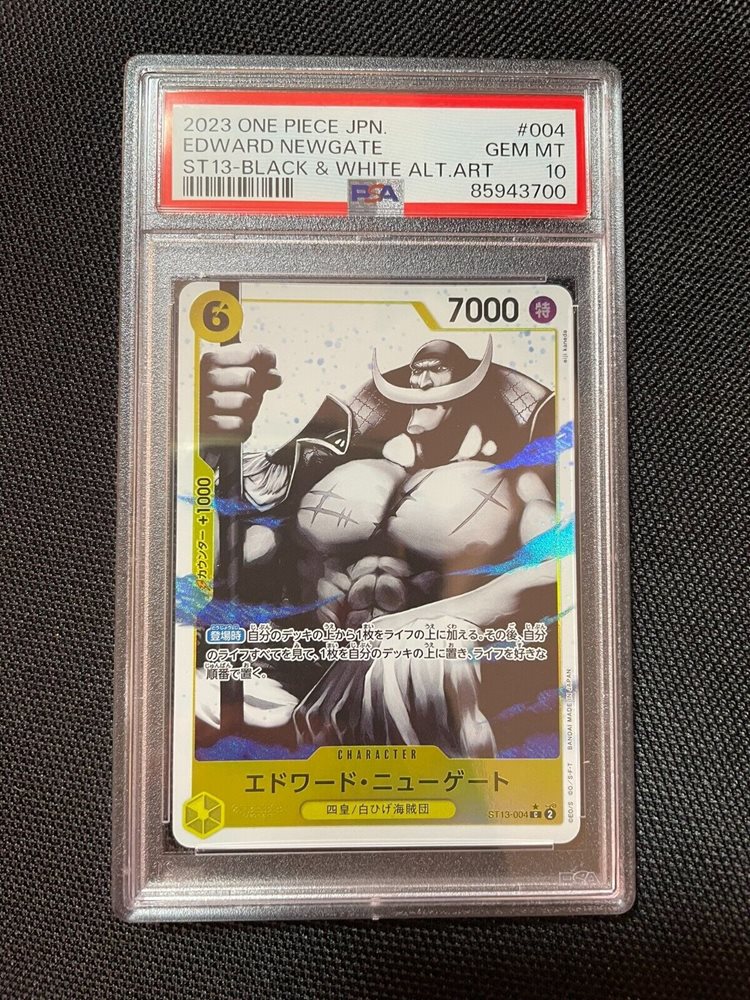 2023 ONE PIECE JPN. #004
EDWARD NEWGATE GEM MT
ST13-BLACK & WHITE ALT.ART 10
PSA 85943700
6
7000 特
eiji kaneda
カウンター +1000
登場時 自分のデッキの上から1枚をライフの上に加える。その後、自分
のライフすべてを見て、1枚を自分のデッキの上に置き、ライフを好きな
順番で置く。
CHARACTER
エドワード・ニューゲート
四皇/白ひげ海賊団
ST13-004 C 2
©E.O/S. ©O/S・F・T BANDAI MADE IN JAPAN
PSA